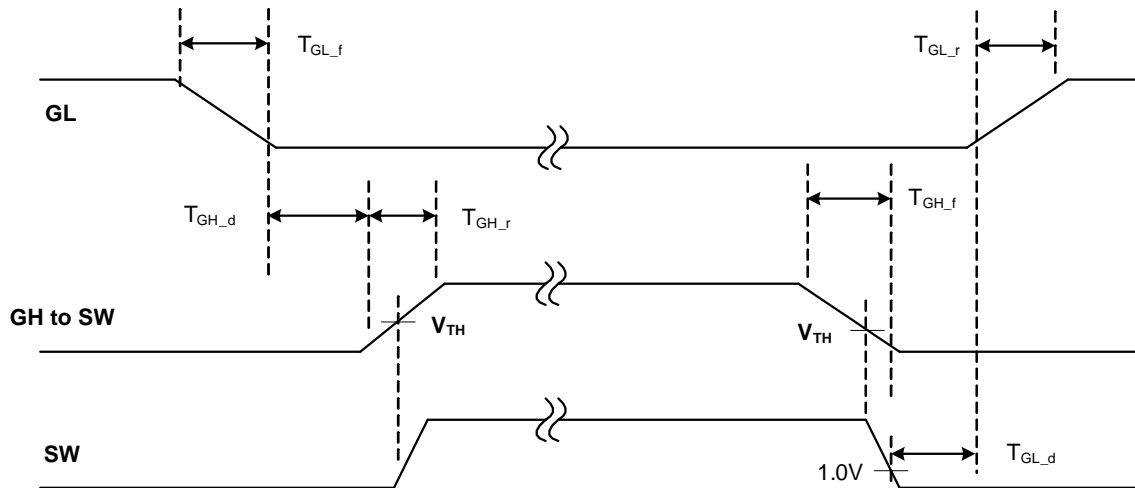 T_GL_f
T_GL_r
GL
T_GH_d
T_GH_r
T_GH_f
GH to SW
V_TH
V_TH
SW
1.0V
T_GL_d